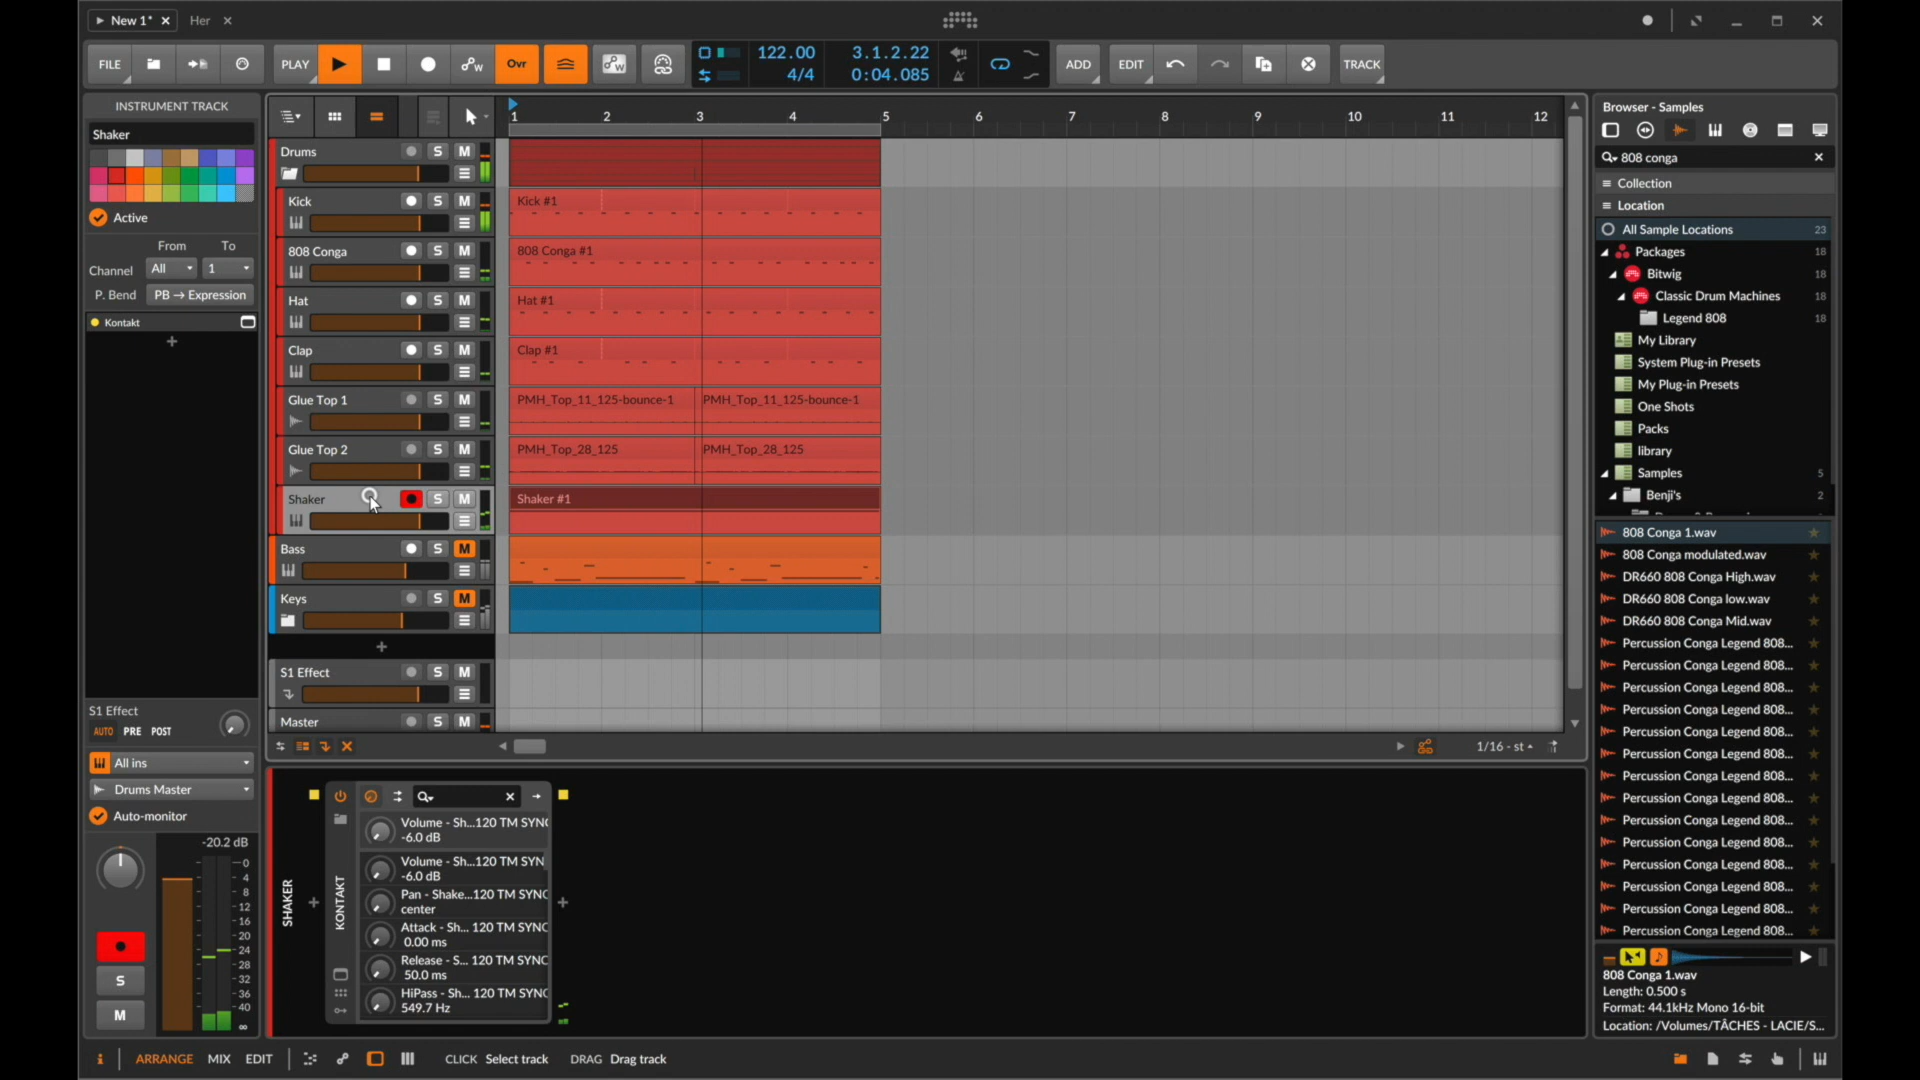 New 1*
Her
FILE
PLAY
Ovr
122.00
4/4
3.1.2.22
0:04.085
ADD
EDIT
TRACK
INSTRUMENT TRACK
Shaker
Active
From To
Channel All 1
P. Bend PB → Expression
Kontakt
S1 Effect
AUTO PRE POST
All ins
Drums Master
Auto-monitor
-20.2 dB
0
4
8
12
16
20
24
28
32
36
40
∞
S
M
1 2 3 4 5 6 7 8 9 10 11 12
Drums S M
Kick S M
Kick #1
808 Conga S M
808 Conga #1
Hat S M
Hat #1
Clap S M
Clap #1
Glue Top 1 S M
PMH_Top_11_125-bounce-1 PMH_Top_11_125-bounce-1
Glue Top 2 S M
PMH_Top_28_125 PMH_Top_28_125
Shaker S M
Shaker #1
Bass S M
Keys S M
S1 Effect S M
Master S M
1/16 - st
SHAKER
KONTAKT
Volume - Sh...120 TM SYNC
-6.0 dB
Volume - Sh...120 TM SYN
-6.0 dB
Pan - Shake...120 TM SYNC
center
Attack - Sh... 120 TM SYNC
0.00 ms
Release - S... 120 TM SYNC
50.0 ms
HiPass - Sh... 120 TM SYNC
549.7 Hz
Browser - Samples
808 conga
Collection
Location
All Sample Locations 23
Packages 18
Bitwig 18
Classic Drum Machines 18
Legend 808 18
My Library
System Plug-in Presets
My Plug-in Presets
One Shots
Packs
library
Samples 5
Benji's 2
808 Conga 1.wav
808 Conga modulated.wav
DR660 808 Conga High.wav
DR660 808 Conga low.wav
DR660 808 Conga Mid.wav
Percussion Conga Legend 808...
Percussion Conga Legend 808...
Percussion Conga Legend 808...
Percussion Conga Legend 808...
Percussion Conga Legend 808...
Percussion Conga Legend 808...
Percussion Conga Legend 808...
Percussion Conga Legend 808...
Percussion Conga Legend 808...
Percussion Conga Legend 808...
Percussion Conga Legend 808...
Percussion Conga Legend 808...
Percussion Conga Legend 808...
Percussion Conga Legend 808...
808 Conga 1.wav
Length: 0.500 s
Format: 44.1kHz Mono 16-bit
Location: /Volumes/TÂCHES - LACIE/S...
i ARRANGE MIX EDIT CLICK Select track DRAG Drag track